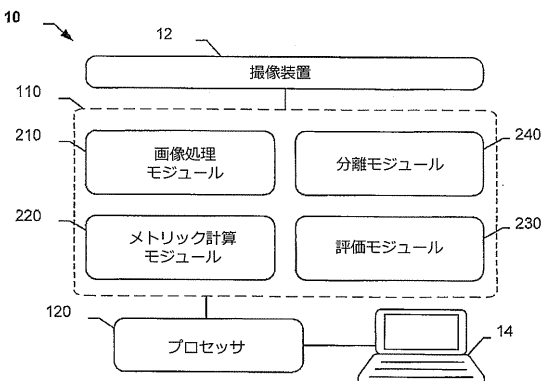 10
12
撮像装置
110
210
画像処理
モジュール
240
分離モジュール
220
メトリック計算
モジュール
230
評価モジュール
120
プロセッサ
14